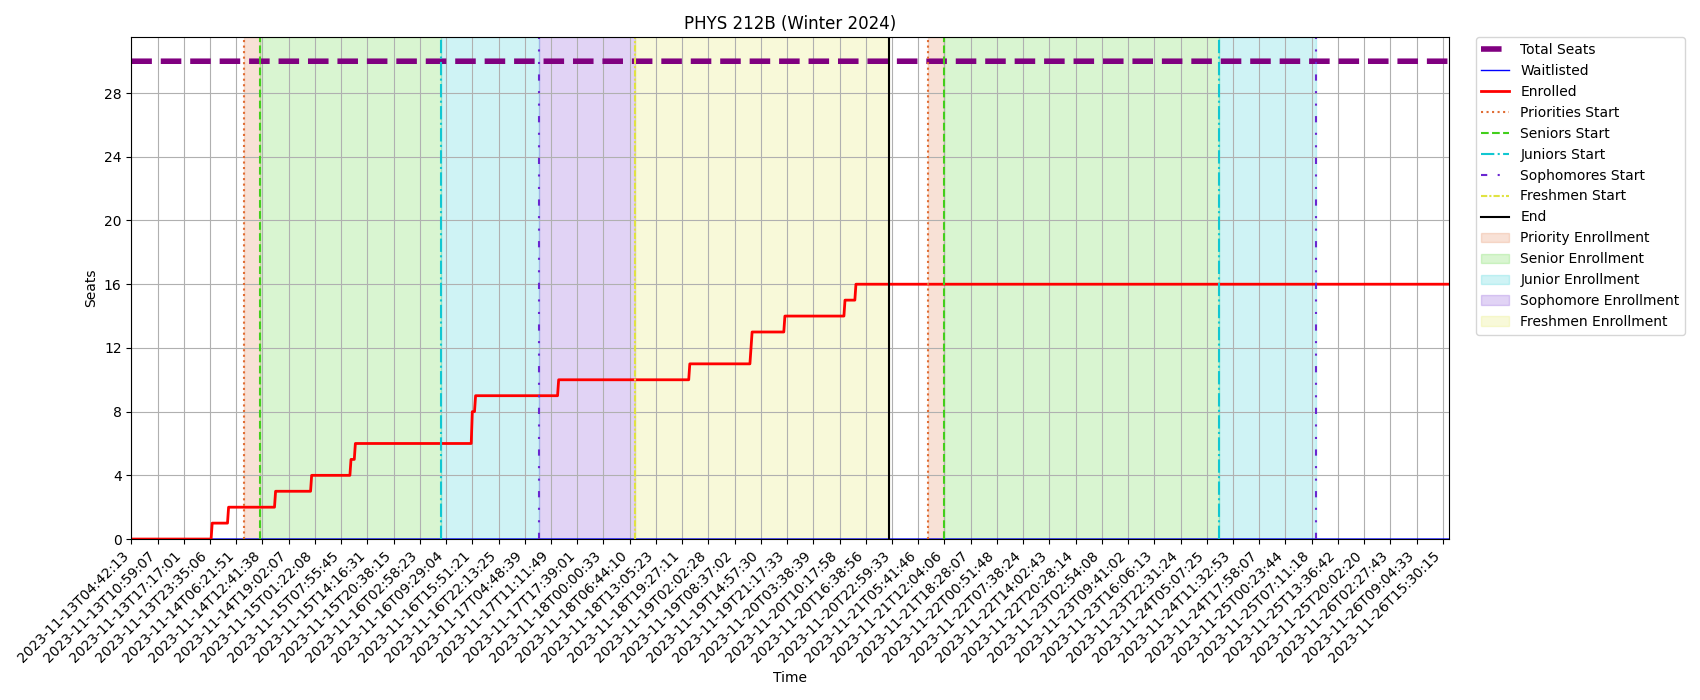 PHYS 212B (Winter 2024)
Seats
28
24
20
16
12
8
4
0
2023-11-13T04:42:13
2023-11-13T10:59:07
2023-11-13T17:17:01
2023-11-13T23:35:06
2023-11-14T06:21:51
2023-11-14T12:41:38
2023-11-14T19:02:07
2023-11-15T01:22:08
2023-11-15T07:55:45
2023-11-15T14:16:31
2023-11-15T20:38:15
2023-11-16T02:58:23
2023-11-16T09:29:04
2023-11-16T15:51:21
2023-11-16T22:13:25
2023-11-17T04:48:39
2023-11-17T11:11:49
2023-11-17T17:39:01
2023-11-18T00:00:33
2023-11-18T06:44:10
2023-11-18T13:05:23
2023-11-18T19:27:11
2023-11-19T02:02:28
2023-11-19T08:37:02
2023-11-19T14:57:30
2023-11-19T21:17:33
2023-11-20T03:38:39
2023-11-20T10:17:58
2023-11-20T16:38:56
2023-11-20T22:59:33
2023-11-21T05:41:46
2023-11-21T12:04:06
2023-11-21T18:28:07
2023-11-22T00:51:48
2023-11-22T07:38:24
2023-11-22T14:02:43
2023-11-22T20:28:14
2023-11-23T02:54:08
2023-11-23T09:41:02
2023-11-23T16:06:13
2023-11-23T22:31:24
2023-11-24T05:07:25
2023-11-24T11:32:53
2023-11-24T17:58:07
2023-11-25T00:23:44
2023-11-25T07:11:18
2023-11-25T13:36:42
2023-11-25T20:02:20
2023-11-26T02:27:43
2023-11-26T09:04:33
2023-11-26T15:30:15
Time
Total Seats
Waitlisted
Enrolled
Priorities Start
Seniors Start
Juniors Start
Sophomores Start
Freshmen Start
End
Priority Enrollment
Senior Enrollment
Junior Enrollment
Sophomore Enrollment
Freshmen Enrollment